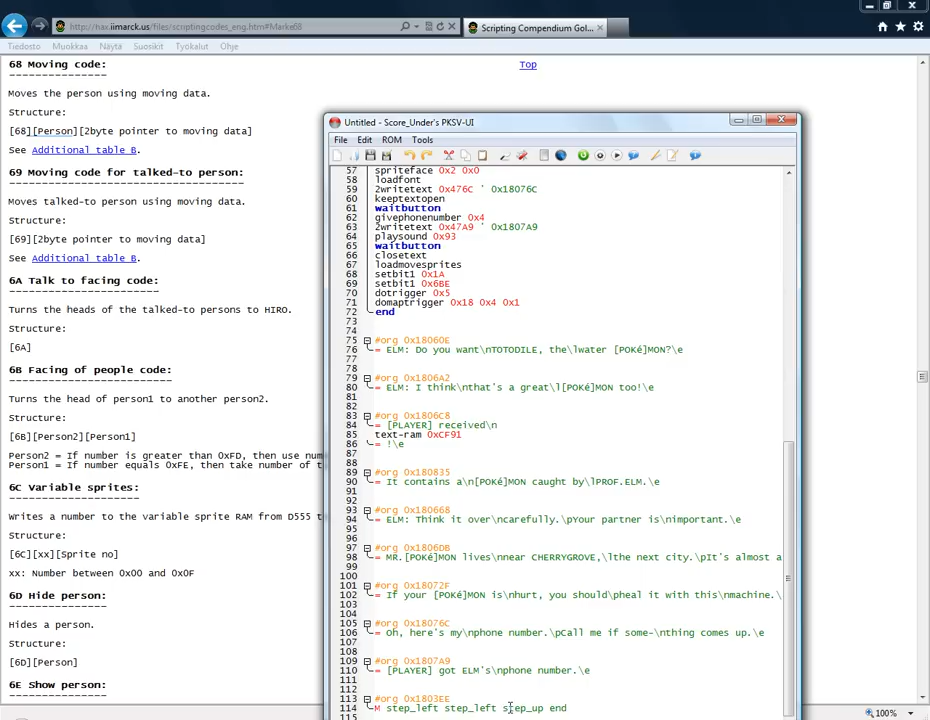 http://hax.iimarck.us/files/scriptingcodes_eng.htm#Marke68
Scripting Compendium Gol...
Tiedosto Muokkaa Näytä Suosikit Työkalut Ohje
68 Moving code:
Top
---------------
Moves the person using moving data.
Structure:
[68][Person][2byte pointer to moving data]
See Additional table B.
69 Moving code for talked-to person:
------------------------------------
Moves talked-to person using moving data.
Structure:
[69][2byte pointer to moving data]
See Additional table B.
6A Talk to facing code:
-----------------------
Turns the heads of the talked-to persons to HIRO.
Structure:
[6A]
6B Facing of people code:
-------------------------
Turns the head of person1 to another person2.
Structure:
[6B][Person2][Person1]
Person2 = If number is greater than 0xFD, then use num
Person1 = If number equals 0xFE, then take number of t
6C Variable sprites:
--------------------
Writes a number to the variable sprite RAM from D555 t
Structure:
[6C][xx][Sprite no]
xx: Number between 0x00 and 0x0F
6D Hide person:
---------------
Hides a person.
Structure:
[6D][Person]
6E Show person:
---------------
Untitled - Score_Under's PKSV-UI
File Edit ROM Tools
57 spriteface 0x2 0x0
58 loadfont
59 2writetext 0x476C ' 0x18076C
60 keeptextopen
61 waitbutton
62 givephonenumber 0x4
63 2writetext 0x47A9 ' 0x1807A9
64 playsound 0x93
65 waitbutton
66 closetext
67 loadmovesprites
68 setbit1 0x1A
69 setbit1 0x6BE
70 dotrigger 0x5
71 domaptrigger 0x18 0x4 0x1
72 end
73
74
75 #org 0x18060E
76 = ELM: Do you want\nTOTODILE, the\lwater [POKé]MON?\e
77
78
79 #org 0x1806A2
80 = ELM: I think\nthat's a great\l[POKé]MON too!\e
81
82
83 #org 0x1806C8
84 = [PLAYER] received\n
85 text-ram 0xCF91
86 = !\e
87
88
89 #org 0x180835
90 = It contains a\n[POKé]MON caught by\lPROF.ELM.\e
91
92
93 #org 0x180668
94 = ELM: Think it over\ncarefully.\pYour partner is\nimportant.\e
95
96
97 #org 0x1806DB
98 = MR.[POKé]MON lives\nnear CHERRYGROVE,\lthe next city.\pIt's almost a
99
100
101 #org 0x18072F
102 = If your [POKé]MON is\nhurt, you should\pheal it with this\nmachine.\
103
104
105 #org 0x18076C
106 = Oh, here's my\nphone number.\pCall me if some-\nthing comes up.\e
107
108
109 #org 0x1807A9
110 = [PLAYER] got ELM's\nphone number.\e
111
112
113 #org 0x1803EE
114 M step_left step_left step_up end
115
100%